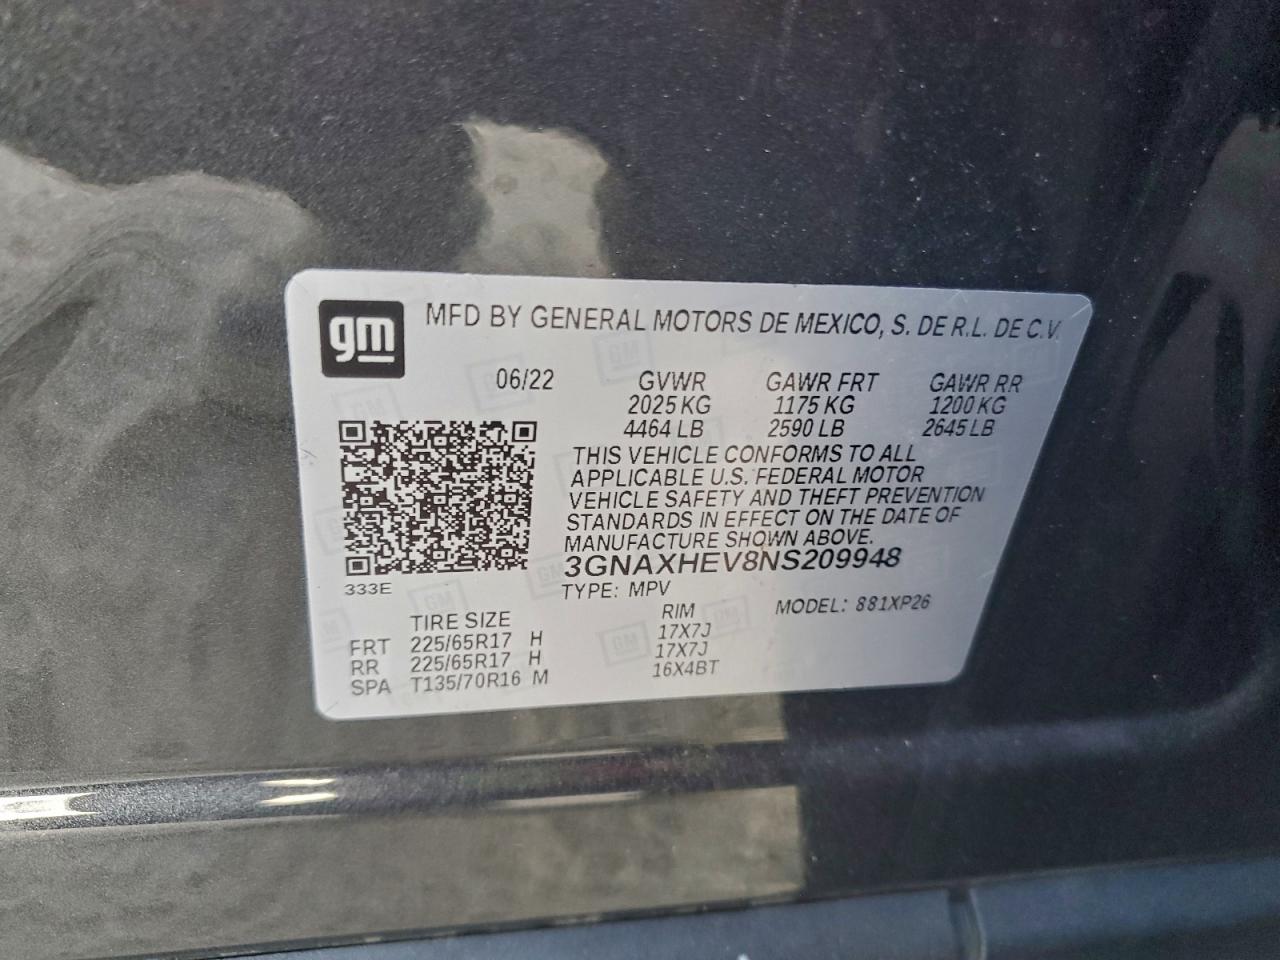 gm
MFD BY GENERAL MOTORS DE MEXICO, S. DE R.L. DE C.V.
06/22 GVWR GAWR FRT GAWR RR
2025 KG 1175 KG 1200 KG
4464 LB 2590 LB 2645 LB
THIS VEHICLE CONFORMS TO ALL
APPLICABLE U.S. FEDERAL MOTOR
VEHICLE SAFETY AND THEFT PREVENTION
STANDARDS IN EFFECT ON THE DATE OF
MANUFACTURE SHOWN ABOVE.
3GNAXHEV8NS209948
333E
TYPE: MPV MODEL: 881XP26
TIRE SIZE RIM
FRT 225/65R17 H 17X7J
RR 225/65R17 H 17X7J
SPA T135/70R16 M 16X4BT